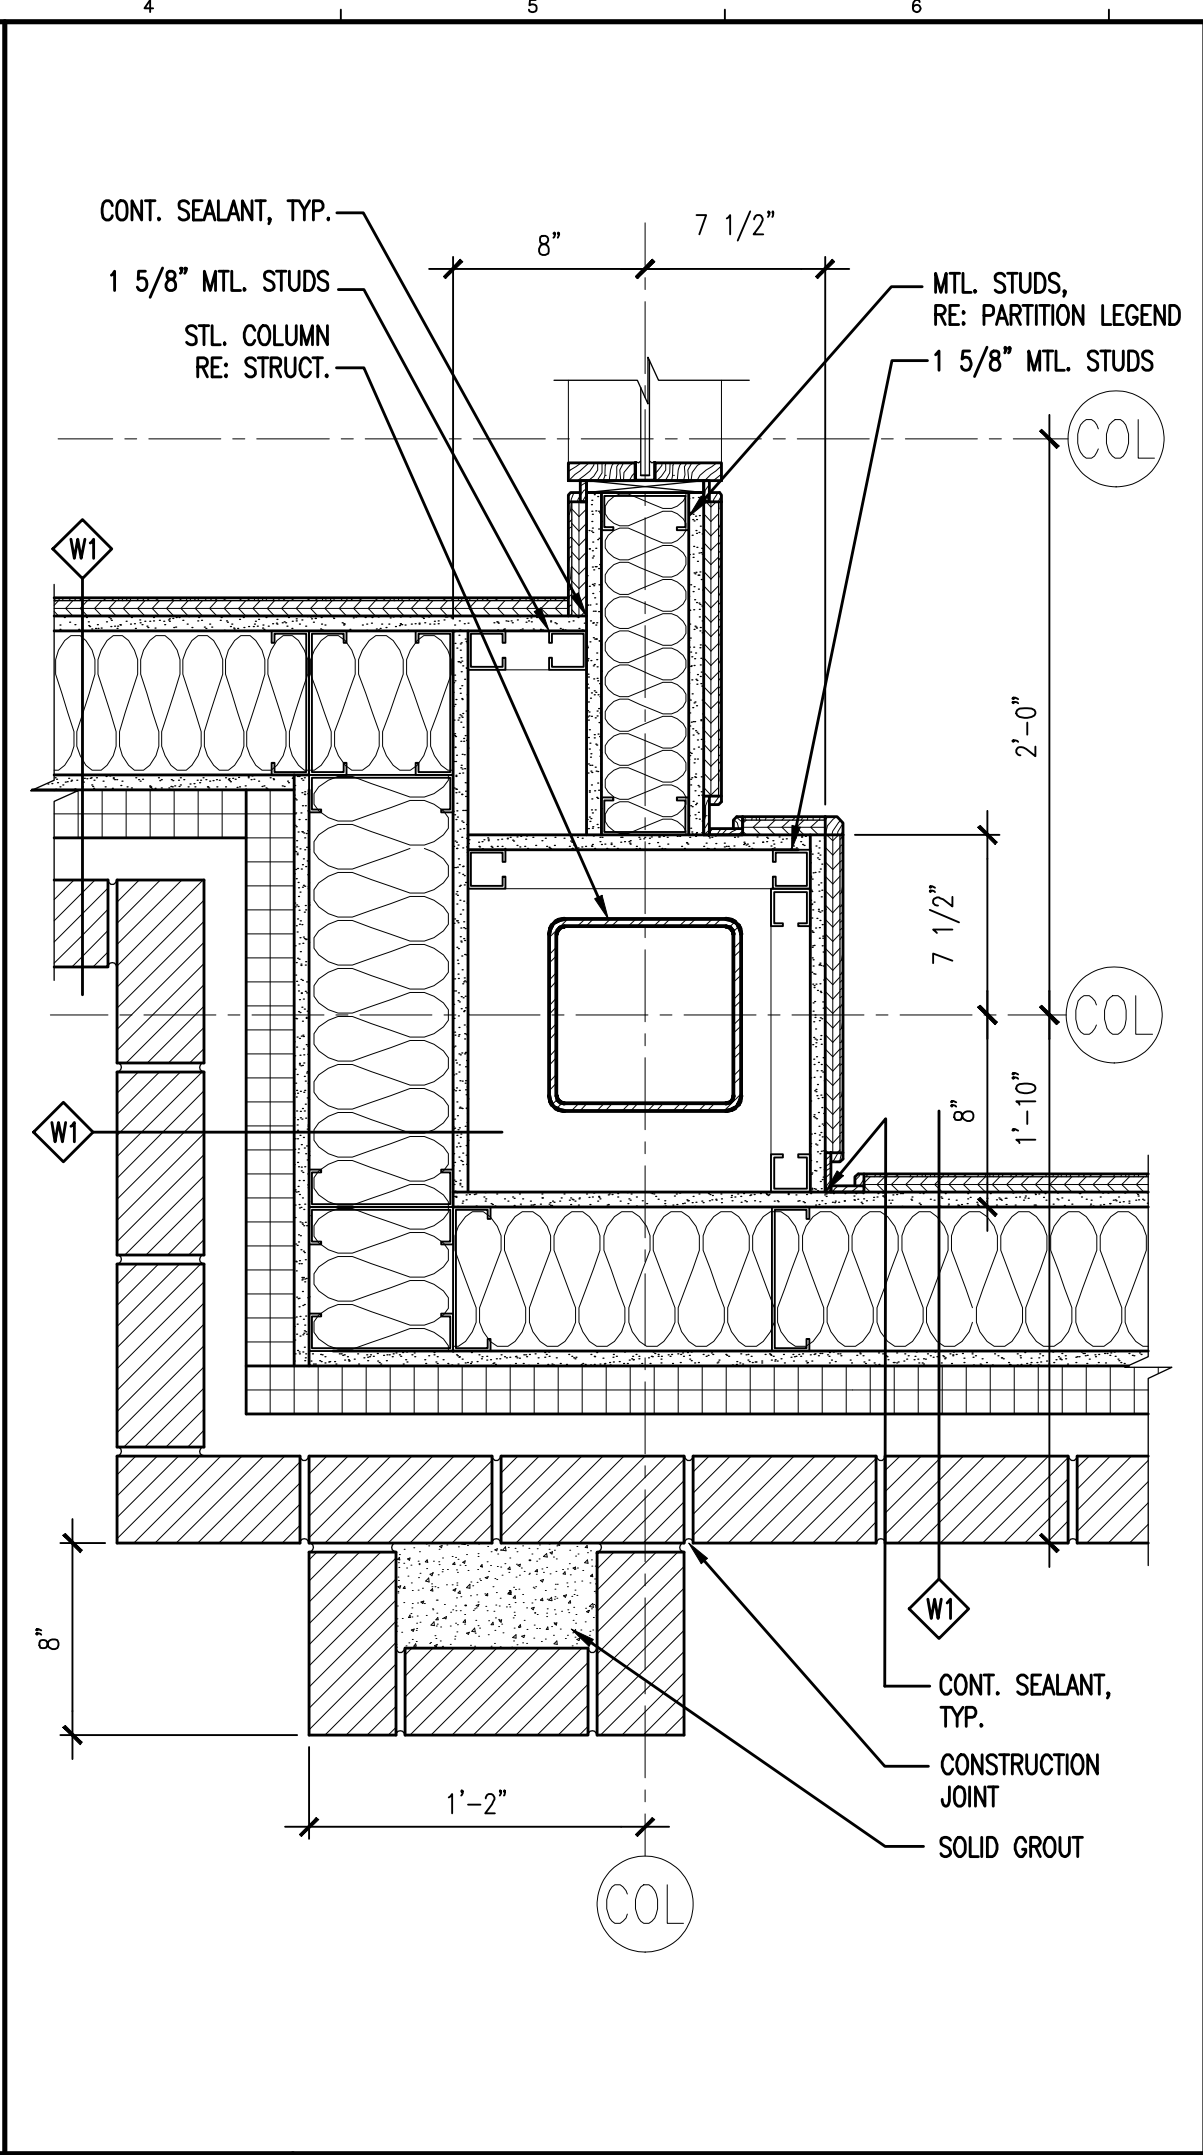 4 5 6
CONT. SEALANT, TYP.
8" 7 1/2"
1 5/8" MTL. STUDS
MTL. STUDS,
RE: PARTITION LEGEND
STL. COLUMN
RE: STRUCT.
1 5/8" MTL. STUDS
COL
W1
2'-0"
7 1/2"
COL
8"
1'-10"
W1
W1
8"
CONT. SEALANT,
TYP.
CONSTRUCTION
JOINT
1'-2"
SOLID GROUT
COL